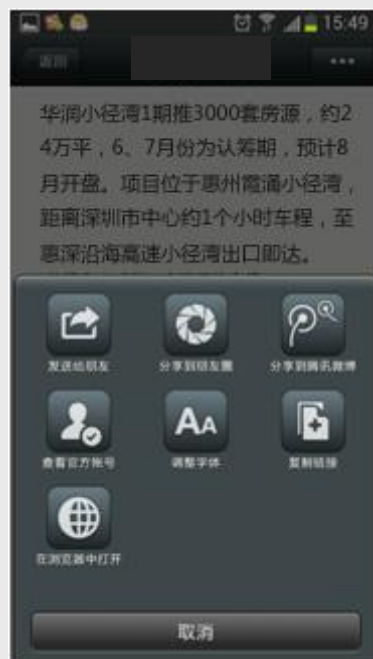 15:49
返回
华润小径湾1期推3000套房源，约2
4万平，6、7月份为认筹期，预计8
月开盘。项目位于惠州霞涌小径湾，
距离深圳市中心约1个小时车程，至
惠深沿海高速小径湾出口即达。
发送给朋友
分享到朋友圈
分享到腾讯微博
查看官方帐号
调整字体
复制链接
在浏览器中打开
取消